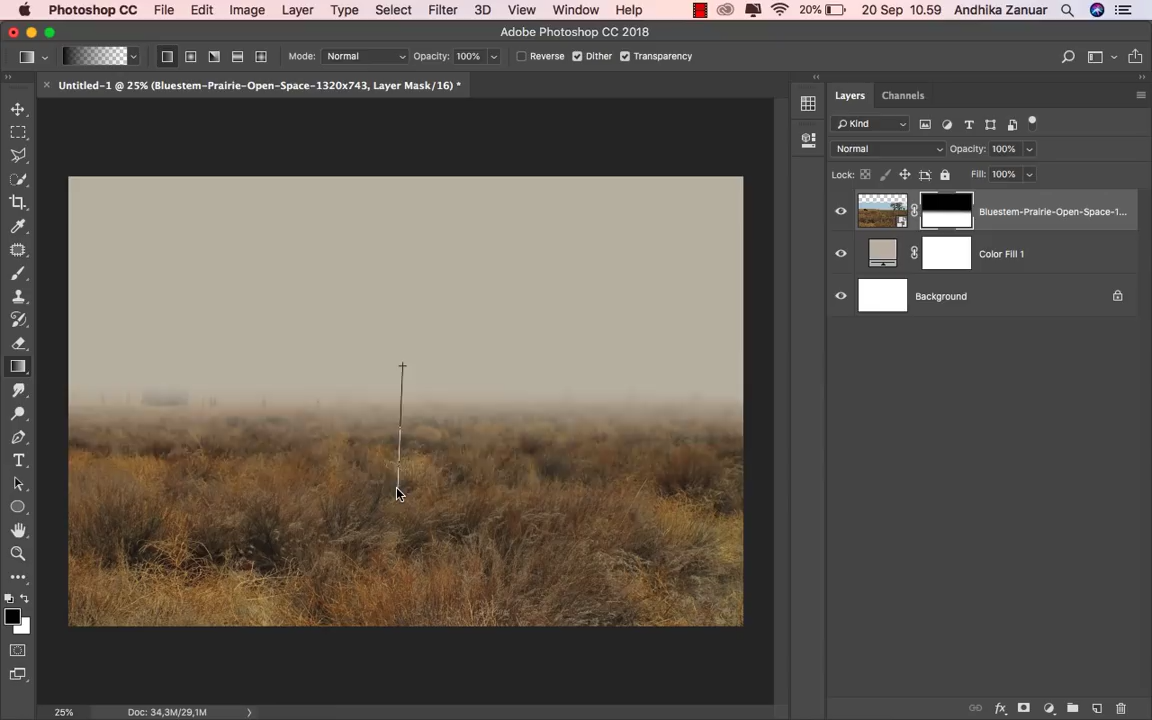 Photoshop CC File Edit Image Layer Type Select Filter 3D View Window Help 20% 20 Sep 10.59 Andhika Zanuar
Adobe Photoshop CC 2018
Mode: Normal Opacity: 100% Reverse Dither Transparency
Untitled-1 @ 25% (Bluestem-Prairie-Open-Space-1320x743, Layer Mask/16) *
Layers Channels
Kind
Normal Opacity: 100%
Lock: Fill: 100%
Bluestem-Prairie-Open-Space-1...
Color Fill 1
Background
25% Doc: 34,3M/29,1M